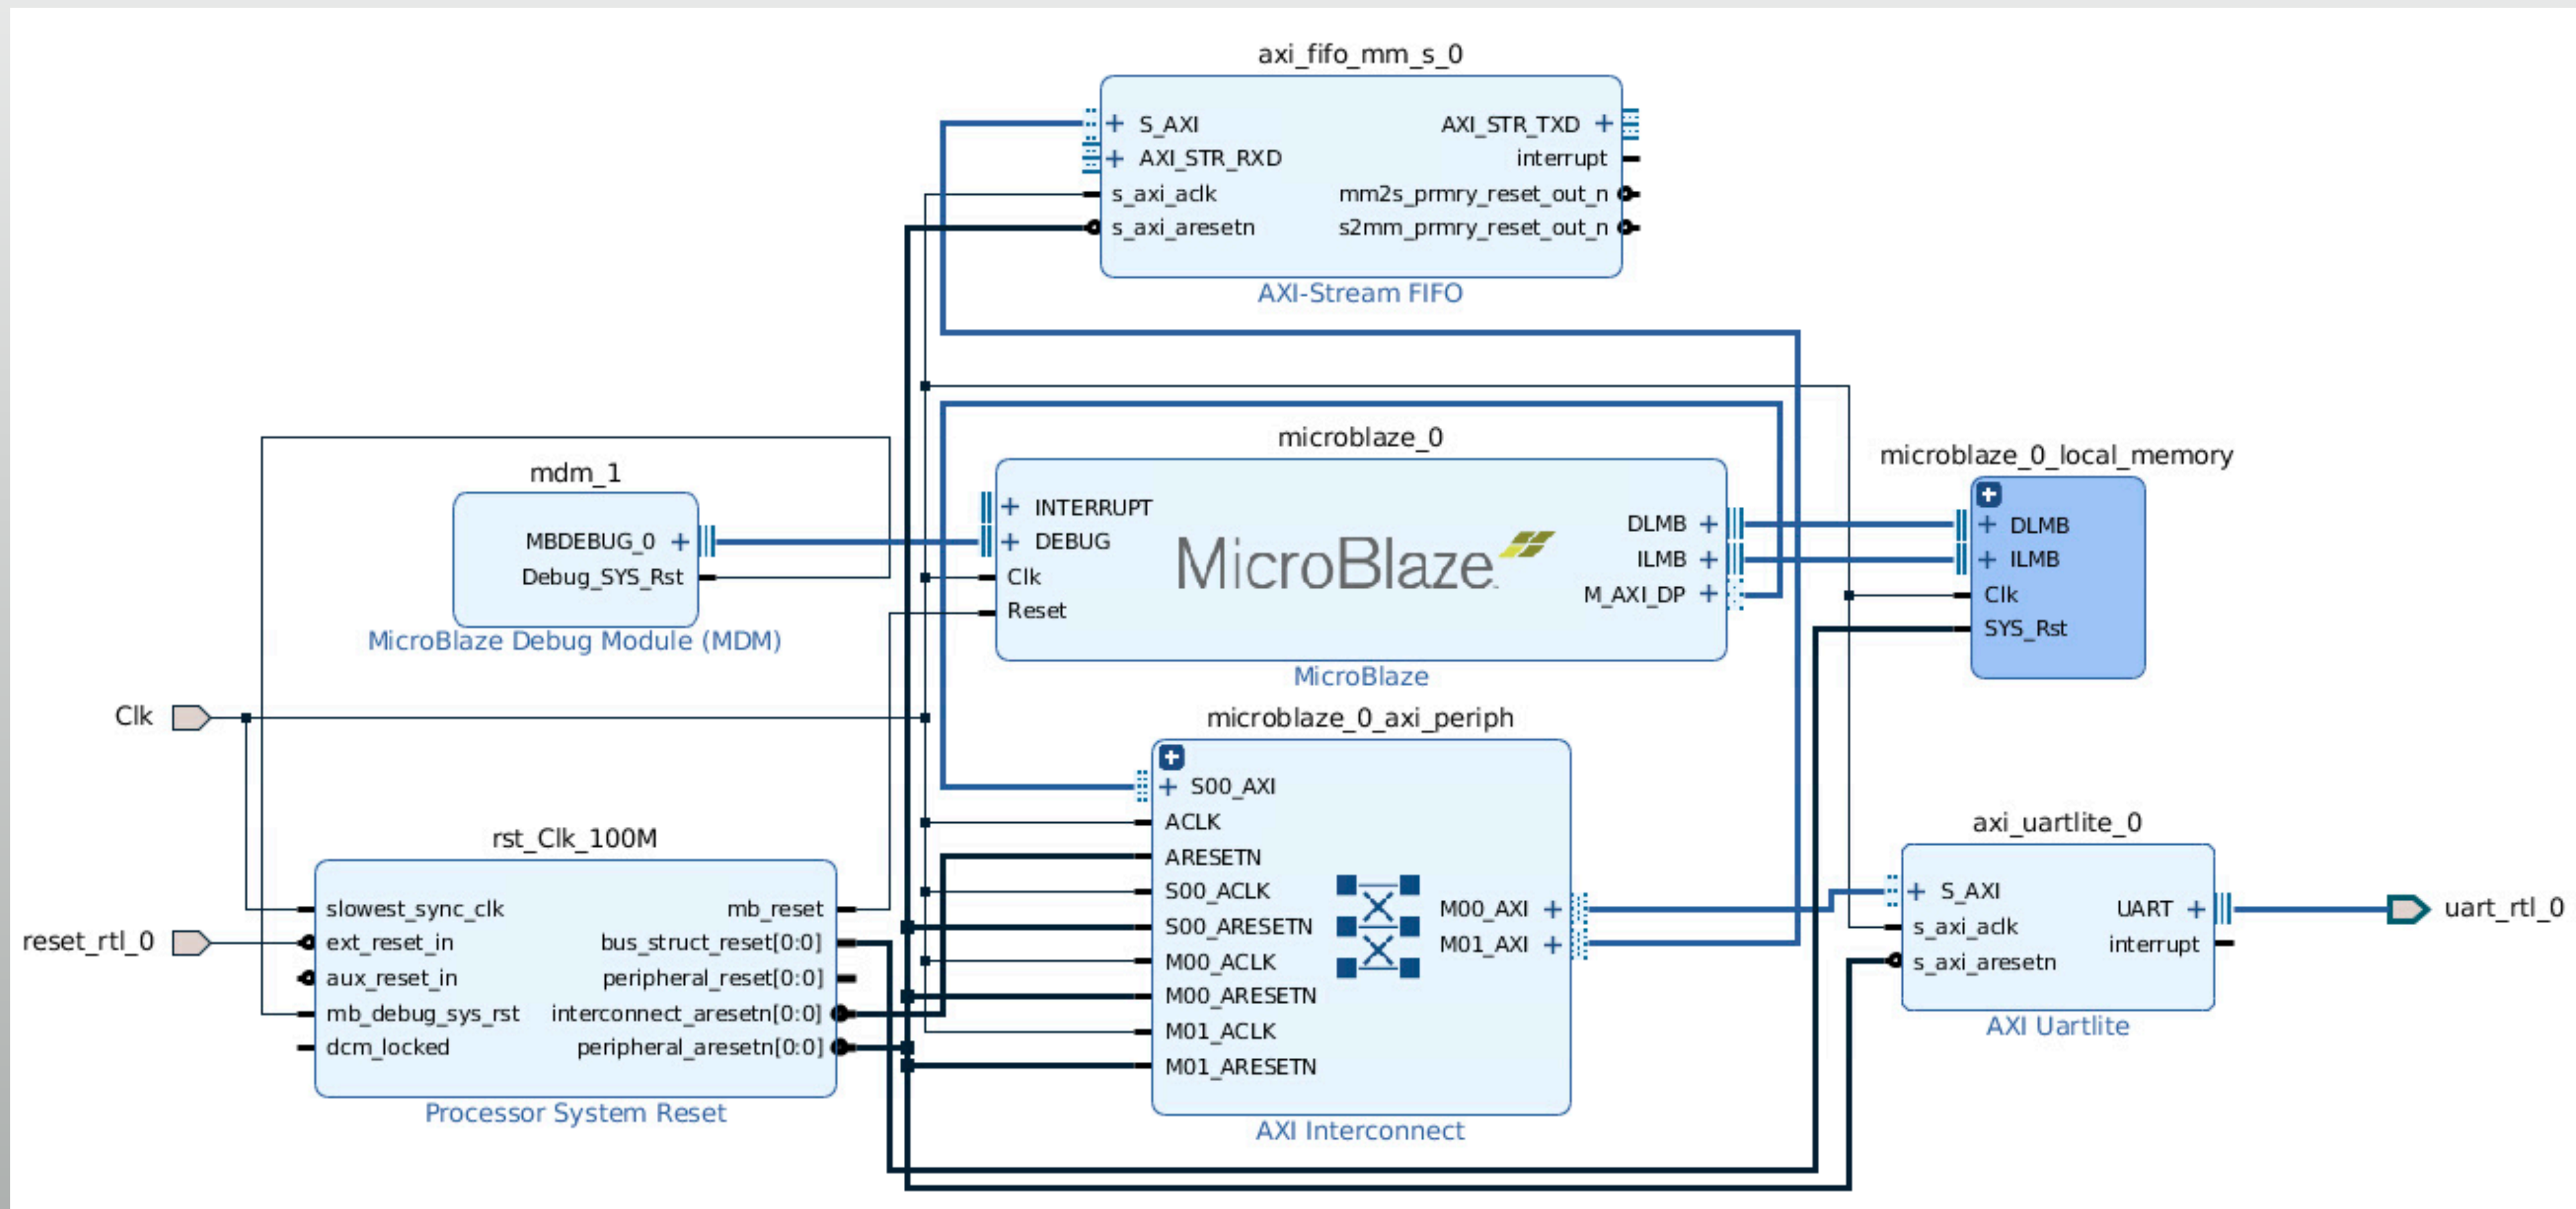 axi_fifo_mm_s_0
S_AXI
AXI_STR_RXD
s_axi_aclk
s_axi_aresetn
AXI_STR_TXD
interrupt
mm2s_prmry_reset_out_n
s2mm_prmry_reset_out_n
AXI-Stream FIFO
mdm_1
MBDEBUG_0
Debug_SYS_Rst
MicroBlaze Debug Module (MDM)
microblaze_0
INTERRUPT
DEBUG
Clk
Reset
MicroBlaze
DLMB
ILMB
M_AXI_DP
MicroBlaze
microblaze_0_local_memory
DLMB
ILMB
Clk
SYS_Rst
Clk
reset_rtl_0
rst_Clk_100M
slowest_sync_clk
ext_reset_in
aux_reset_in
mb_debug_sys_rst
dcm_locked
mb_reset
bus_struct_reset[0:0]
peripheral_reset[0:0]
interconnect_aresetn[0:0]
peripheral_aresetn[0:0]
Processor System Reset
microblaze_0_axi_periph
S00_AXI
ACLK
ARESETN
S00_ACLK
S00_ARESETN
M00_ACLK
M00_ARESETN
M01_ACLK
M01_ARESETN
M00_AXI
M01_AXI
AXI Interconnect
axi_uartlite_0
S_AXI
s_axi_aclk
s_axi_aresetn
UART
interrupt
AXI Uartlite
uart_rtl_0